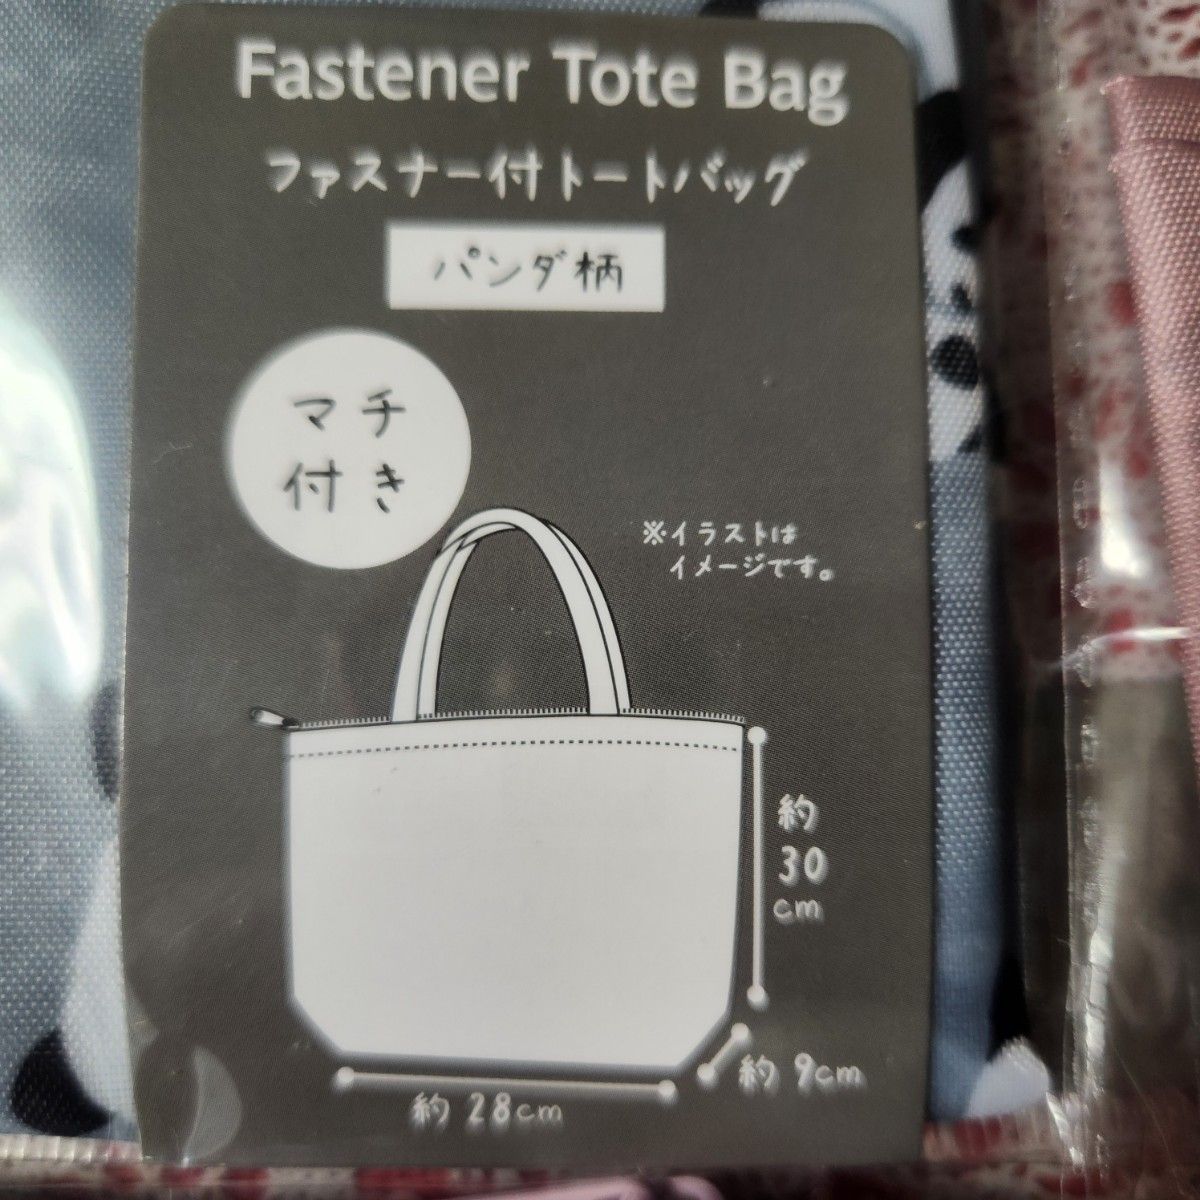 Fastener Tote Bag
ファスナー付トートバッグ
パンダ柄
マチ
付き
※イラストは
イメージです。
約
30
cm
約 9cm
約 28cm